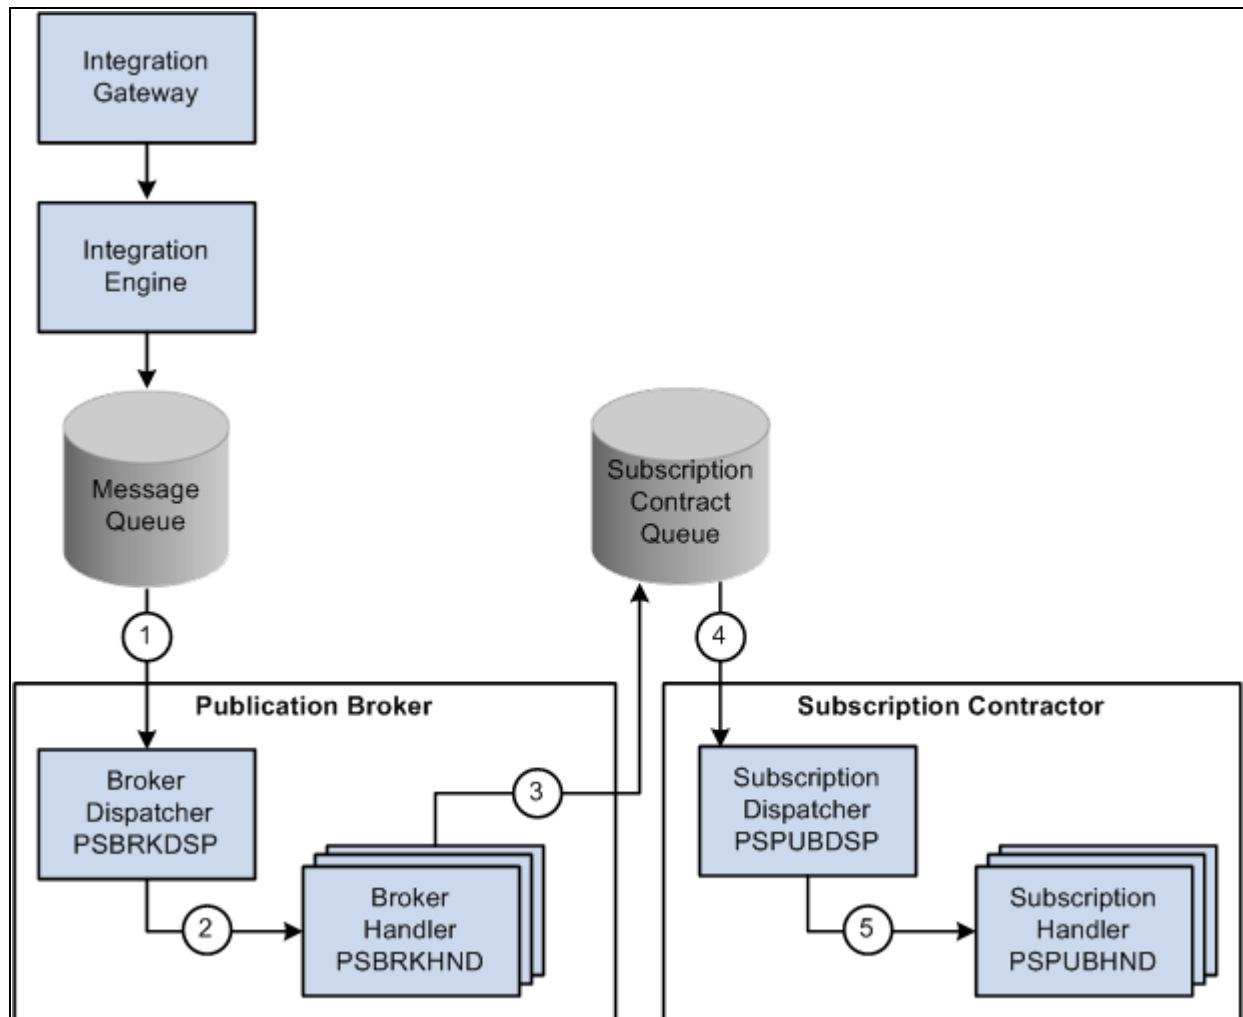 Integration
Gateway
Integration
Engine
Message
Queue
Subscription
Contract
Queue
1
4
Publication Broker
Subscription Contractor
Broker
Dispatcher
PSBRKDSP
3
Subscription
Dispatcher
PSPUBDSP
2
Broker
Handler
PSBRKHND
5
Subscription
Handler
PSPUBHND